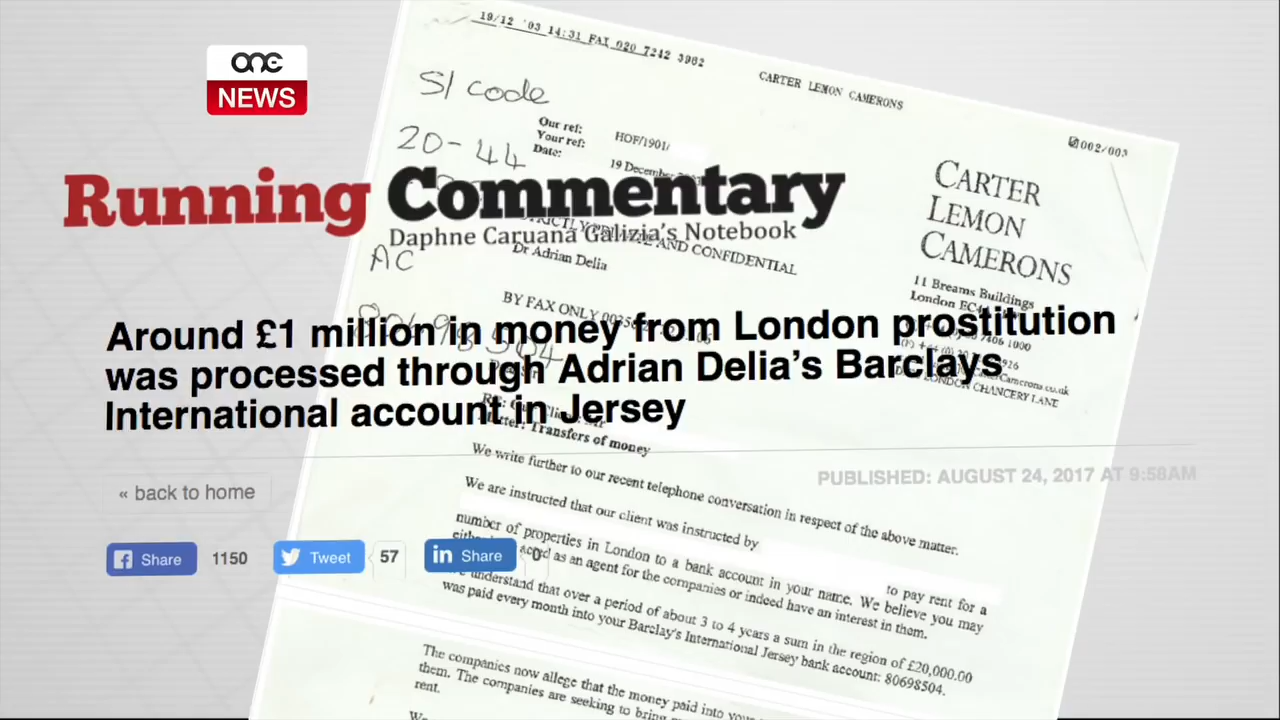 one
NEWS
19/12 '03 14:31 FAX 020 7242 3962
CARTER LEMON CAMERONS
002/003
S/ code
20-44
Our ref: HOF/1901/
Your ref:
Date: 19 December
CARTER
LEMON
CAMERONS
Running Commentary
Daphne Caruana Galizia's Notebook
AND CONFIDENTIAL
AC
Dr Adrian Delia
11 Breams Buildings
London
BY FAX ONLY
Around £1 million in money from London prostitution
was processed through Adrian Delia's Barclays
International account in Jersey
LONDON CHANCERY LANE
Transfers of money
We write further to our recent telephone conversation in respect of the above matter.
PUBLISHED: AUGUST 24, 2017 AT 9:58AM
« back to home
We are instructed that our client was instructed by
to pay rent for a
number of properties in London to a bank account in your name. We believe you may
acted as an agent for the companies or indeed have an interest in them.
Share 1150 Tweet 57 in Share 0
understand that over a period of about 3 to 4 years a sum in the region of £20,000.00
was paid every month into your Barclay's International Jersey bank account: 80698504.
The companies now allege that the money paid into
them. The companies are seeking to bring
rent.